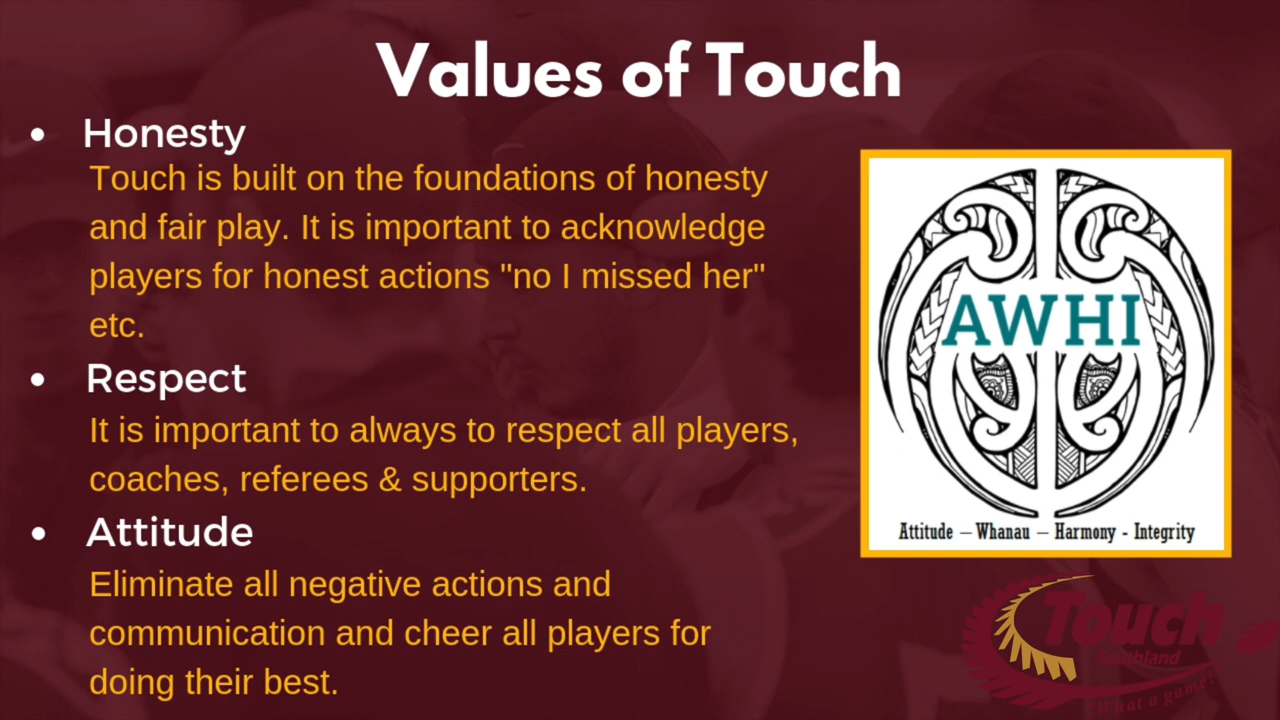 Values of Touch
• Honesty
Touch is built on the foundations of honesty
and fair play. It is important to acknowledge
players for honest actions "no I missed her"
etc.
• Respect
It is important to always to respect all players,
coaches, referees & supporters.
• Attitude
Eliminate all negative actions and
communication and cheer all players for
doing their best.
AWHI
Attitude – Whanau – Harmony - Integrity
Touch
Southland
"What a game"